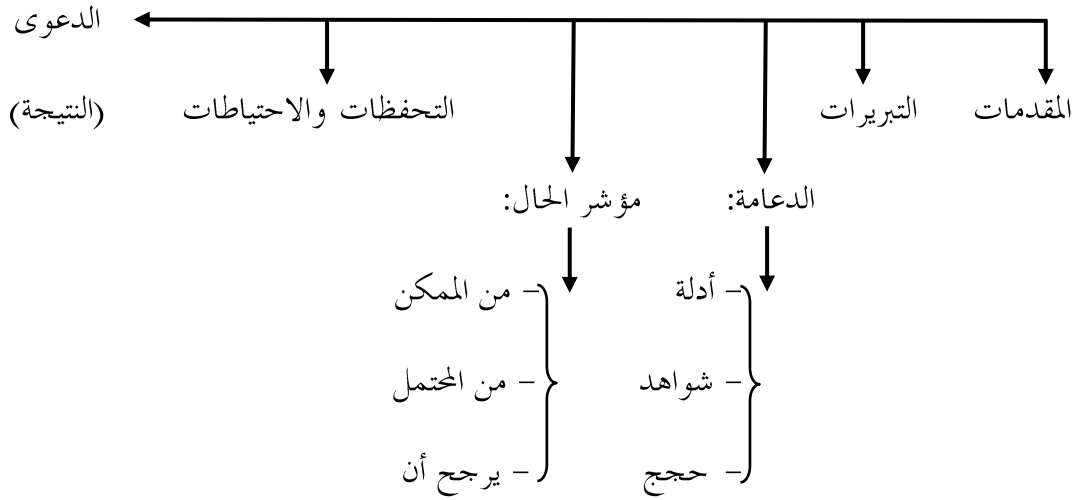 الدعوى
المقدمات التبريرات التحفظات والاحتياطات (النتيجة)
الدعامة: مؤشر الحال:
– أدلة – من الممكن
– شواهد – من المحتمل
– حجج – يرجح أن